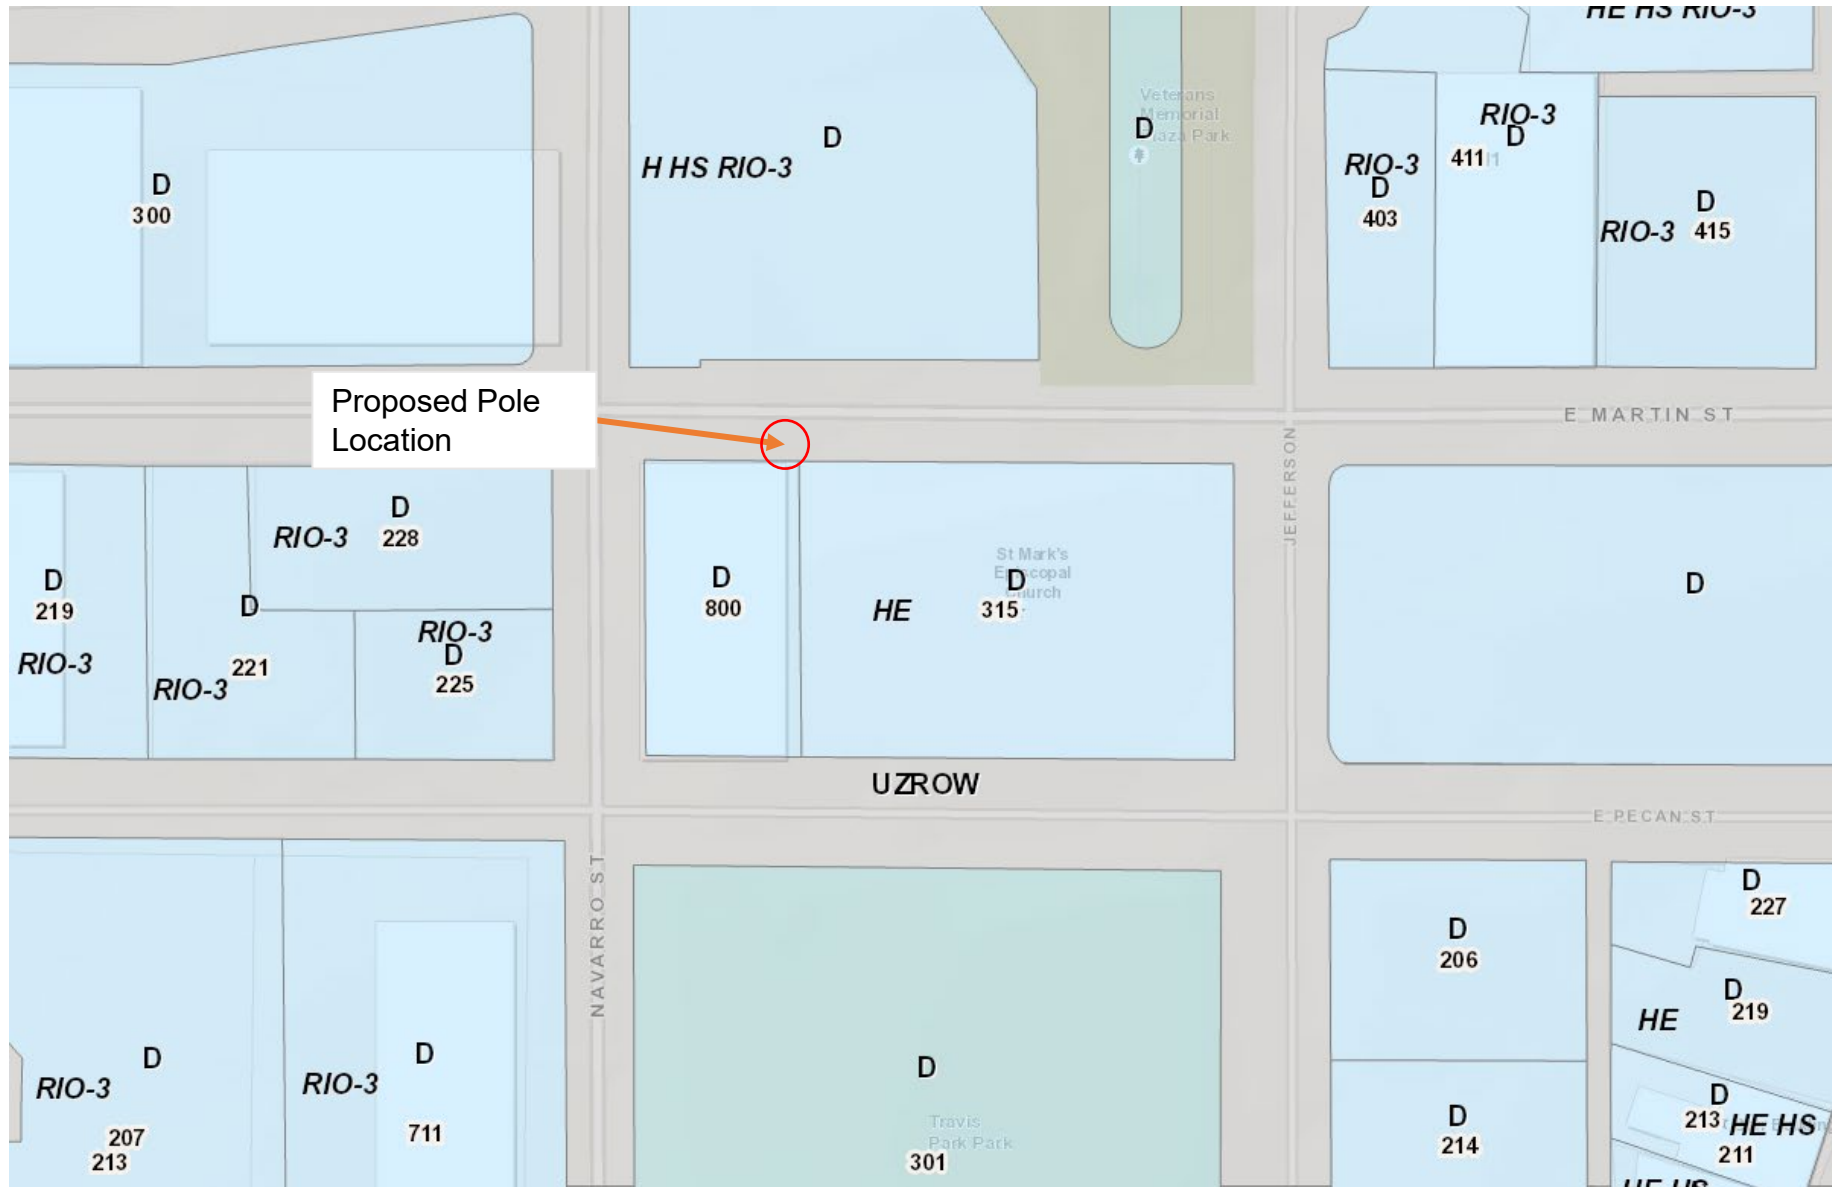 HE HS RIO-3
D
H HS RIO-3
Veterans
Memorial
Plaza Park
D
RIO-3
D
411
RIO-3
D
403
D
RIO-3 415
D
300
Proposed Pole
Location
E MARTIN ST
JEFFERSON
D
RIO-3 228
D
219
RIO-3
D
221
RIO-3
RIO-3
D
225
D
800
St Mark's
Episcopal
Church
D
HE 315
D
UZROW
E PECAN ST
NAVARRO ST
D
227
D
206
D
219
HE
D
RIO-3
207
213
D
RIO-3
711
D
Travis
Park Park
301
D
214
D
213 HE HS
211
HE HS